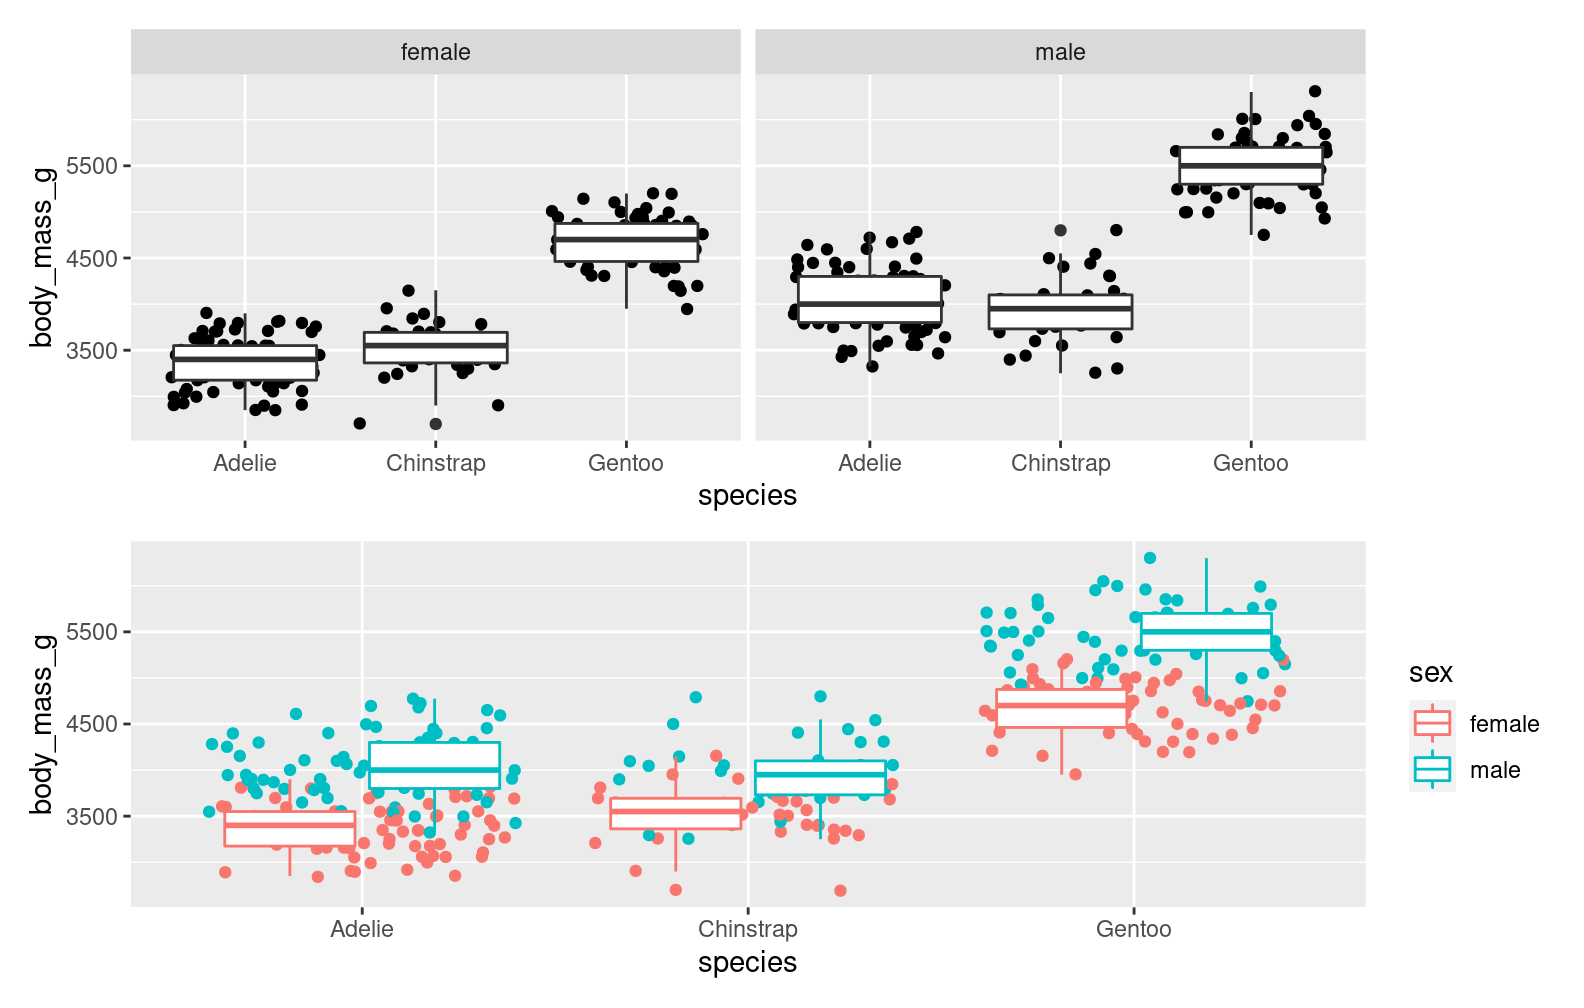 female male
body_mass_g
5500
4500
3500
Adelie Chinstrap Gentoo Adelie Chinstrap Gentoo
species
body_mass_g
5500
4500
3500
Adelie Chinstrap Gentoo
species
sex
female
male